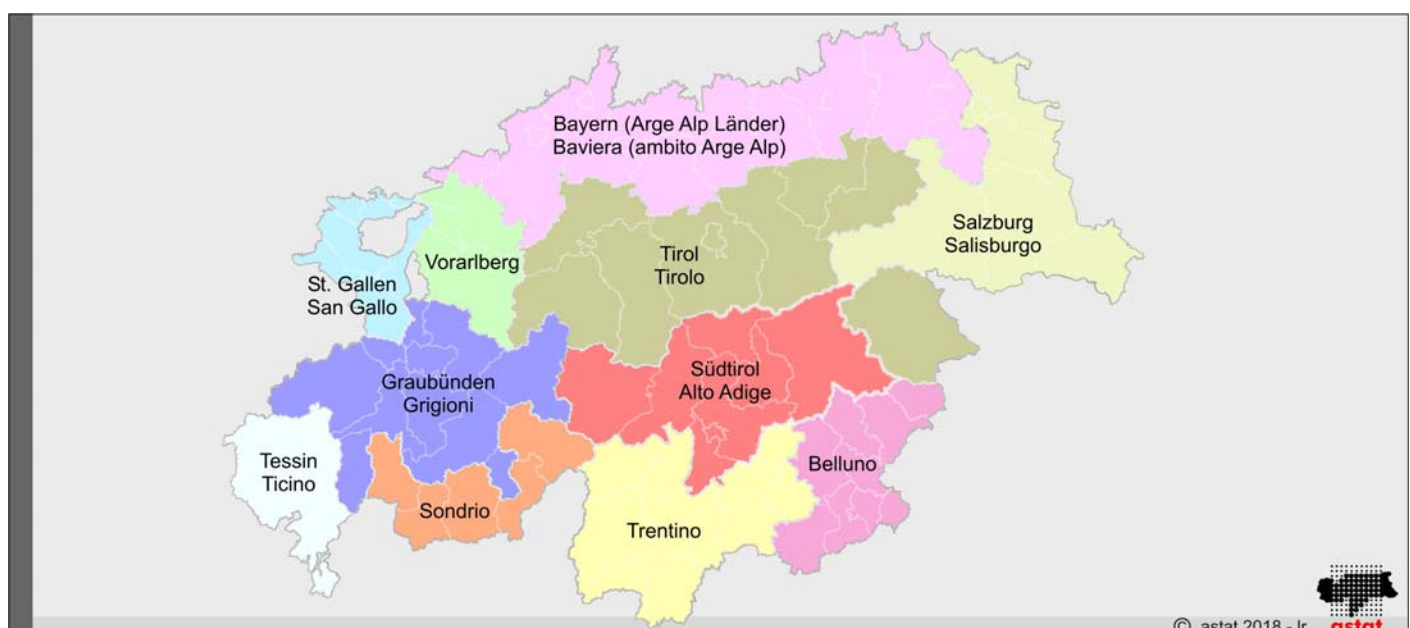 Bayern (Arge Alp Länder)
Baviera (ambito Arge Alp)
Salzburg
Salisburgo
Tirol
Tirolo
Vorarlberg
St. Gallen
San Gallo
Südtirol
Alto Adige
Graubünden
Grigioni
Belluno
Tessin
Ticino
Sondrio
Trentino
© astat 2018 - lr
astat